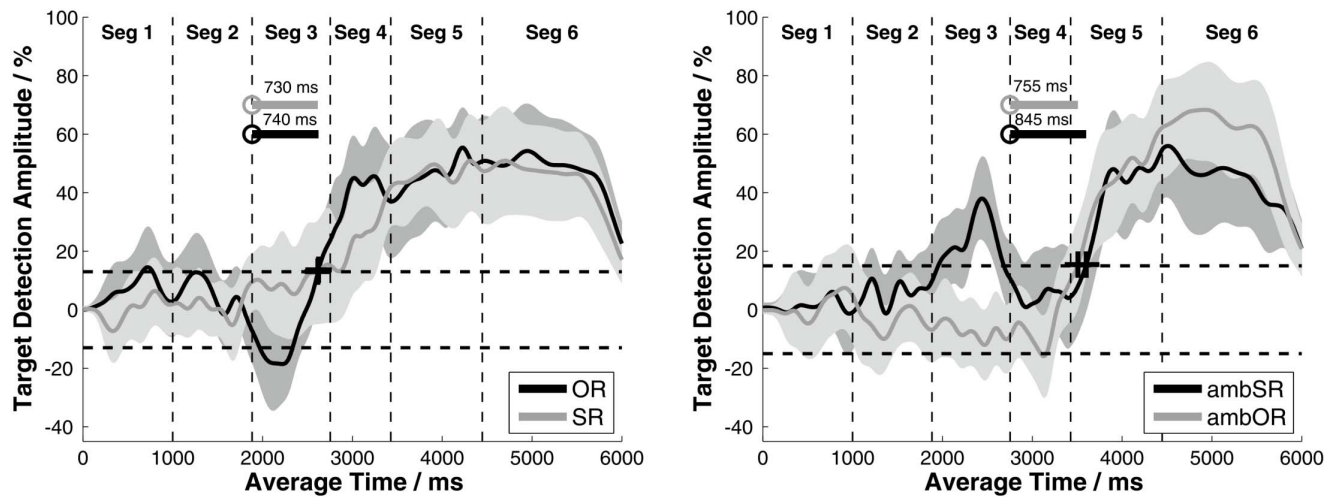 Target Detection Amplitude / %
100
80
60
40
20
0
-20
-40
Seg 1 Seg 2 Seg 3 Seg 4 Seg 5 Seg 6
730 ms
740 ms
OR
SR
0 1000 2000 3000 4000 5000 6000
Average Time / ms
Target Detection Amplitude / %
100
80
60
40
20
0
-20
-40
Seg 1 Seg 2 Seg 3 Seg 4 Seg 5 Seg 6
755 ms
845 ms
ambSR
ambOR
0 1000 2000 3000 4000 5000 6000
Average Time / ms